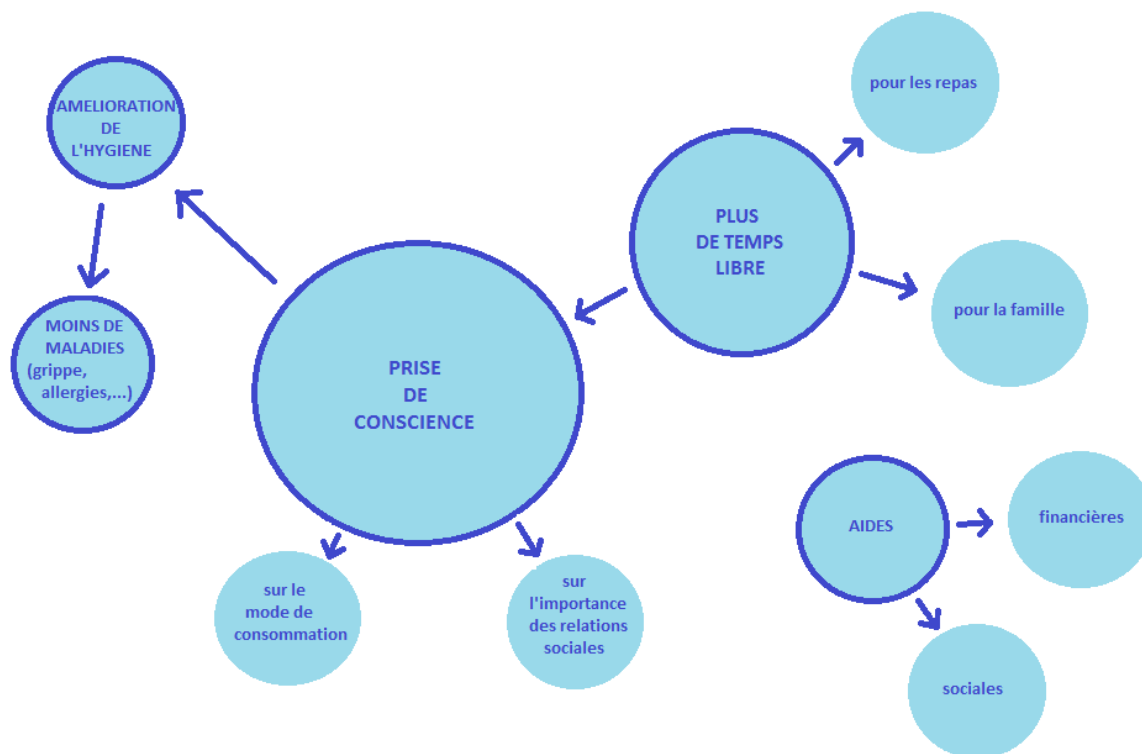 AMELIORATION
DE
L'HYGIENE
MOINS DE
MALADIES
(grippe,
allergies,...)
PRISE
DE
CONSCIENCE
sur le
mode de
consommation
sur
l'importance
des relations
sociales
PLUS
DE TEMPS
LIBRE
pour les repas
pour la famille
AIDES
financières
sociales